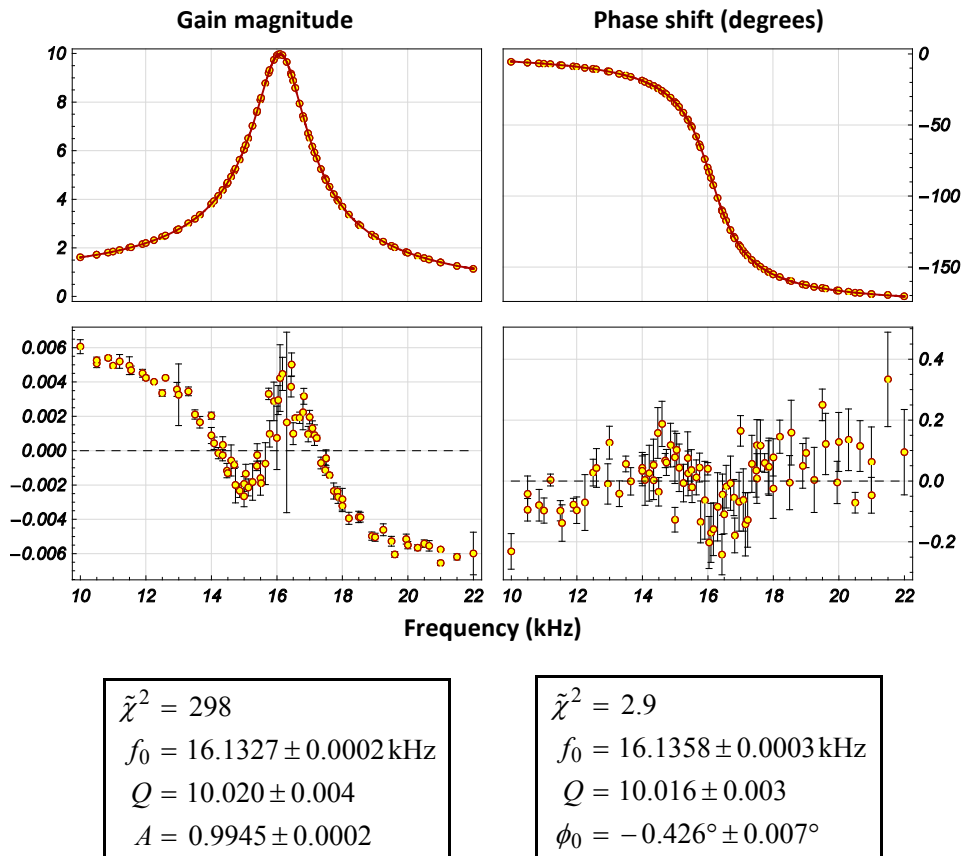 Gain magnitude
Phase shift (degrees)
10
8
6
4
2
0
0
−50
−100
−150
0.006
0.004
0.002
0.000
−0.002
−0.004
−0.006
0.4
0.2
0.0
−0.2
10 12 14 16 18 20 22
10 12 14 16 18 20 22
Frequency (kHz)
χ̃² = 298
f₀ = 16.1327 ± 0.0002 kHz
Q = 10.020 ± 0.004
A = 0.9945 ± 0.0002
χ̃² = 2.9
f₀ = 16.1358 ± 0.0003 kHz
Q = 10.016 ± 0.003
ϕ₀ = −0.426° ± 0.007°